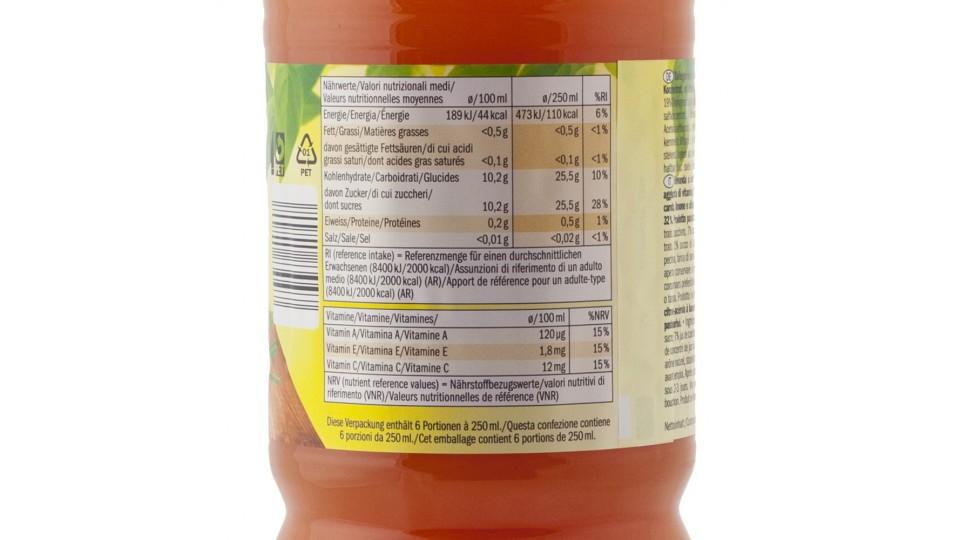 Nährwerte/Valori nutrizionali medi/
Valeurs nutritionnelles moyennes ø/100 ml ø/250 ml %RI
Energie/Energia/Énergie 189 kJ/44 kcal 473 kJ/110 kcal 6%
Fett/Grassi/Matières grasses <0,5 g <0,5 g <1%
davon gesättigte Fettsäuren/di cui acidi
grassi saturi/dont acides gras saturés <0,1 g <0,1 g <1%
Kohlenhydrate/Carboidrati/Glucides 10,2 g 25,5 g 10%
davon Zucker/di cui zuccheri/
dont sucres 10,2 g 25,5 g 28%
Eiweiss/Proteine/Protéines 0,2 g 0,5 g 1%
Salz/Sale/Sel <0,01 g <0,02 g <1%
RI (reference intake) = Referenzmenge für einen durchschnittlichen
Erwachsenen (8400 kJ/2000 kcal)/Assunzioni di riferimento di un adulto
medio (8400 kJ/2000 kcal) (AR)/Apport de référence pour un adulte-type
(8400 kJ/2000 kcal) (AR)
Vitamine/Vitamine/Vitamines/ ø/100 ml %NRV
Vitamin A/Vitamina A/Vitamine A 120 µg 15%
Vitamin E/Vitamina E/Vitamine E 1,8 mg 15%
Vitamin C/Vitamina C/Vitamine C 12 mg 15%
NRV (nutrient reference values) = Nährstoffbezugswerte/valori nutritivi di
riferimento (VNR)/Valeurs nutritionnelles de référence (VNR)
Diese Verpackung enthält 6 Portionen à 250 ml./Questa confezione contiene
6 porzioni da 250 ml./Cet emballage contient 6 portions de 250 ml.
01
PET
DE
IT